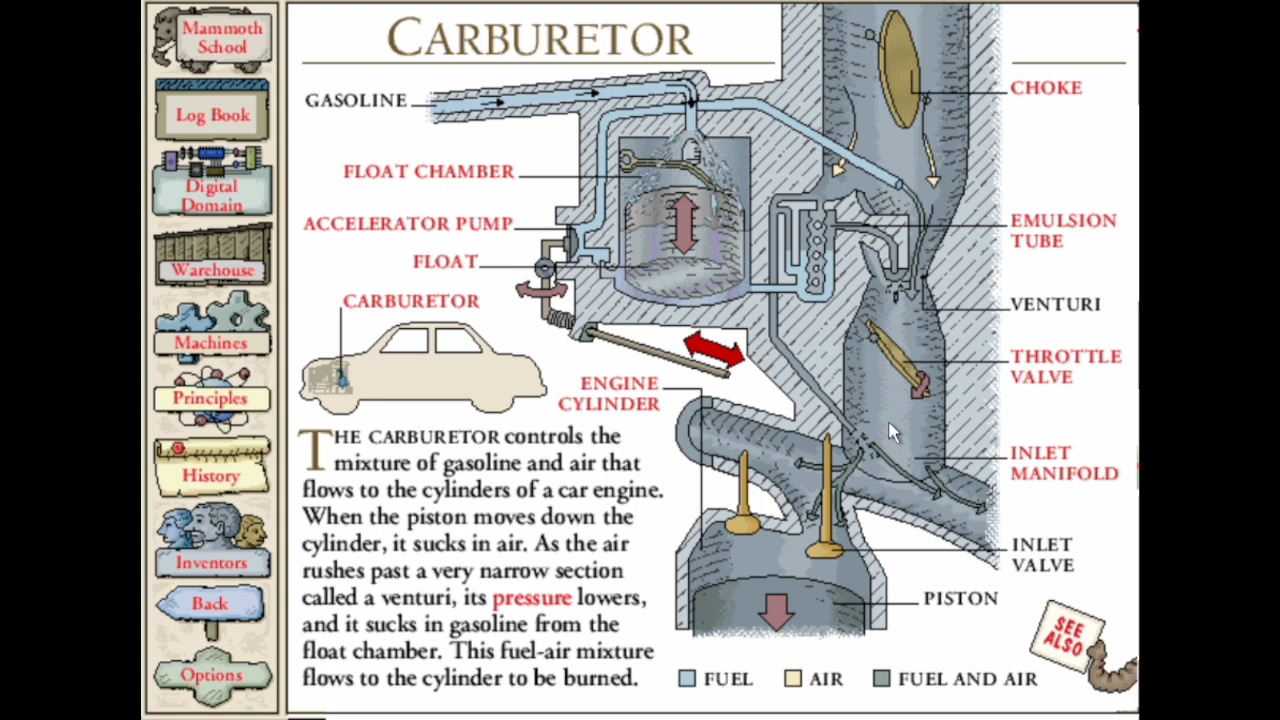 Mammoth
School
Log Book
Digital
Domain
Warehouse
Machines
Principles
History
Inventors
Back
Options
CARBURETOR
GASOLINE
FLOAT CHAMBER
ACCELERATOR PUMP
FLOAT
CARBURETOR
CHOKE
EMULSION
TUBE
VENTURI
THROTTLE
VALVE
INLET
MANIFOLD
ENGINE
CYLINDER
INLET
VALVE
PISTON
THE CARBURETOR controls the
mixture of gasoline and air that
flows to the cylinders of a car engine.
When the piston moves down the
cylinder, it sucks in air. As the air
rushes past a very narrow section
called a venturi, its pressure lowers,
and it sucks in gasoline from the
float chamber. This fuel-air mixture
flows to the cylinder to be burned.
FUEL AIR FUEL AND AIR
SEE
ALSO